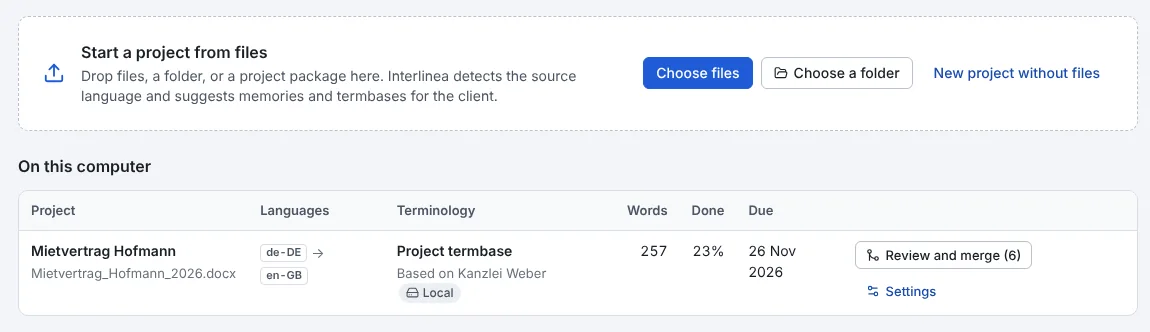 Start a project from files
Drop files, a folder, or a project package here. Interlinea detects the source
language and suggests memories and termbases for the client.
Choose files
Choose a folder
New project without files
On this computer
Project Languages Terminology Words Done Due
Mietvertrag Hofmann de-DE → Project termbase 257 23% 26 Nov
Mietvertrag_Hofmann_2026.docx en-GB Based on Kanzlei Weber 2026
Local
Review and merge (6)
Settings